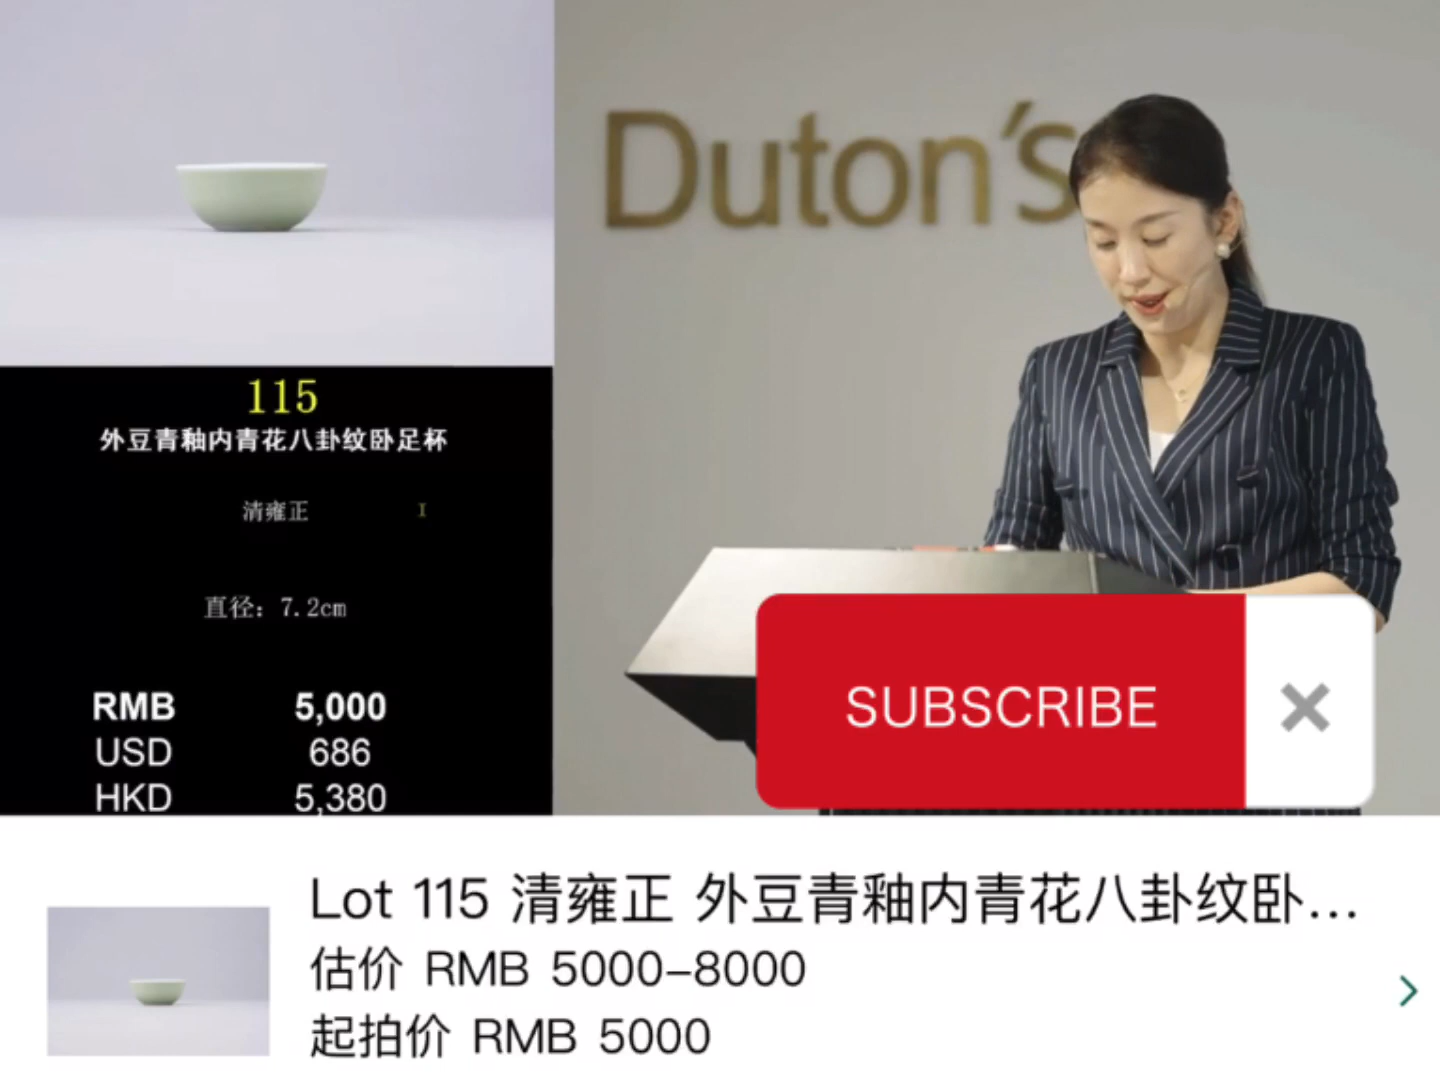 Duton's
115
外豆青釉内青花八卦纹卧足杯
清雍正
直径：7.2cm
RMB 5,000
USD 686
HKD 5,380
SUBSCRIBE ×
Lot 115 清雍正 外豆青釉内青花八卦纹卧...
估价 RMB 5000-8000
起拍价 RMB 5000